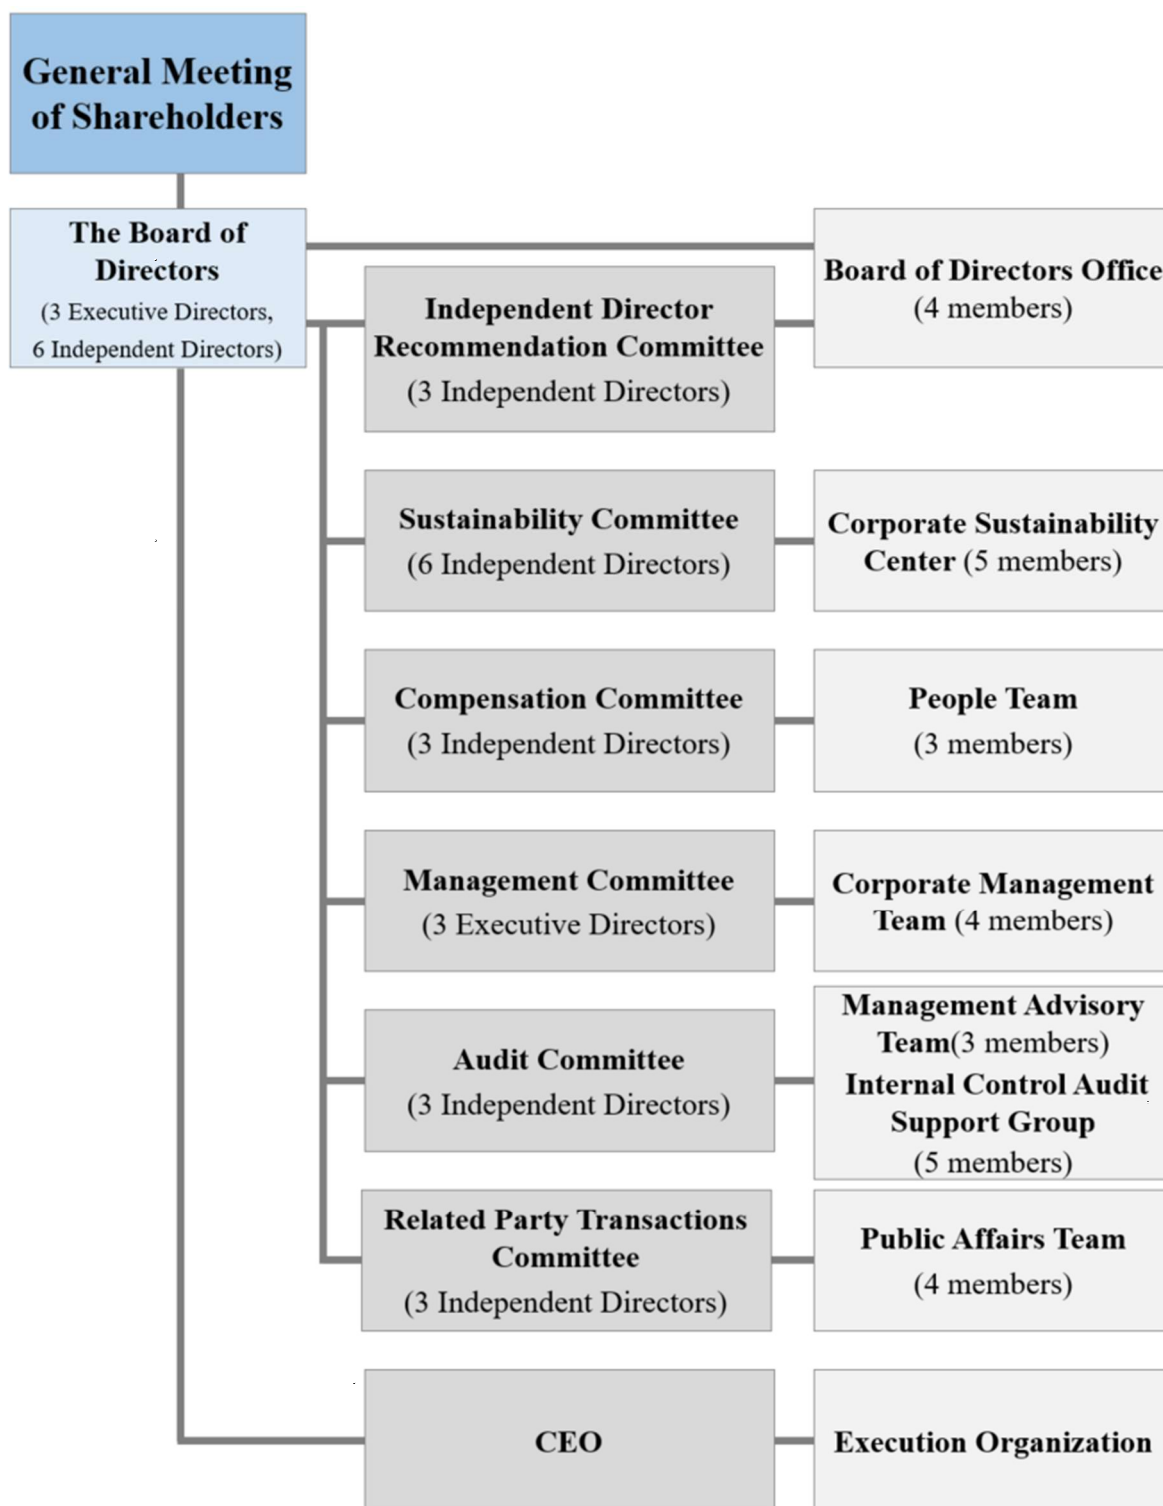 General Meeting
of Shareholders
The Board of
Directors
(3 Executive Directors,
6 Independent Directors)
Board of Directors Office
(4 members)
Independent Director
Recommendation Committee
(3 Independent Directors)
Sustainability Committee
(6 Independent Directors)
Corporate Sustainability
Center (5 members)
Compensation Committee
(3 Independent Directors)
People Team
(3 members)
Management Committee
(3 Executive Directors)
Corporate Management
Team (4 members)
Audit Committee
(3 Independent Directors)
Management Advisory
Team(3 members)
Internal Control Audit
Support Group
(5 members)
Related Party Transactions
Committee
(3 Independent Directors)
Public Affairs Team
(4 members)
CEO
Execution Organization